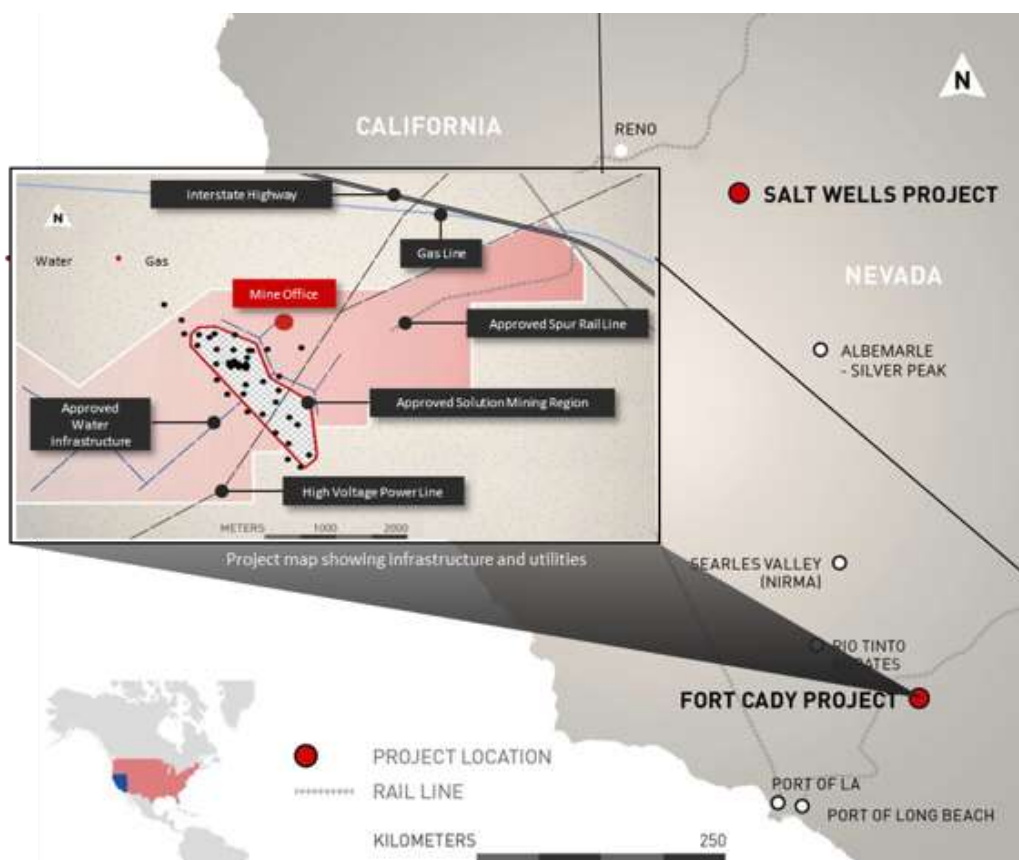 CALIFORNIA
N
RENO
SALT WELLS PROJECT
NEVADA
ALBEMARLE
- SILVER PEAK
Interstate Highway
N
Gas Line
Water
Gas
Mine Office
Approved Spur Rail Line
Approved Solution Mining Region
Approved
Water
Infrastructure
High Voltage Power Line
METERS 1000 2000
Project map showing infrastructure and utilities
SEARLES VALLEY
(NIRMA)
RIO TINTO
FORT CADY PROJECT
PROJECT LOCATION
RAIL LINE
PORT OF LA
PORT OF LONG BEACH
KILOMETERS 250